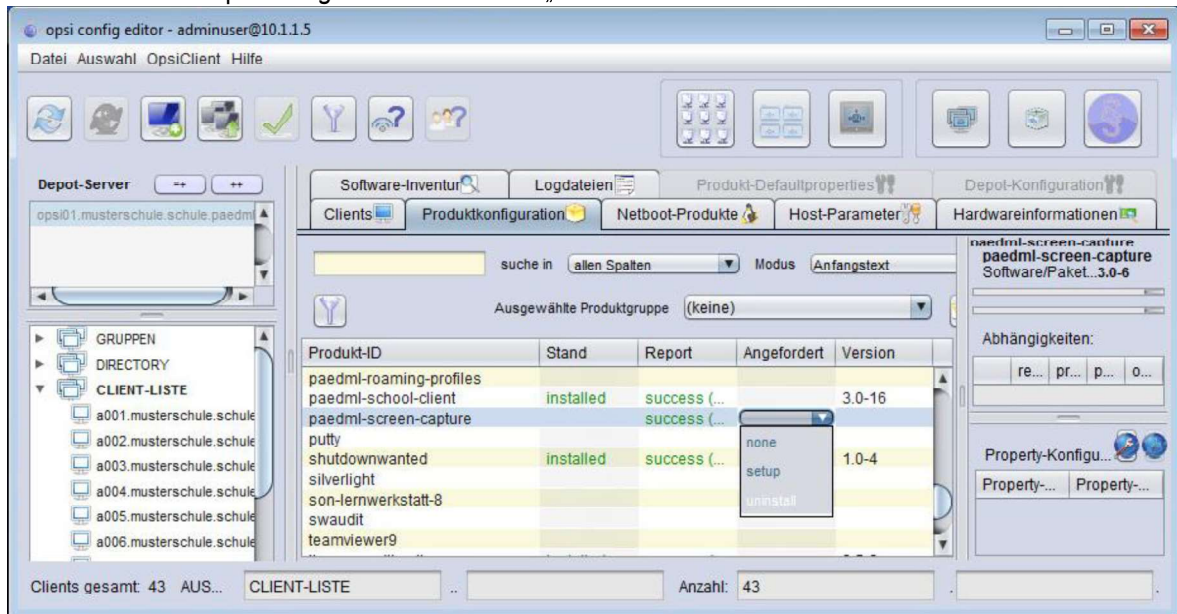 opsi config editor - adminuser@10.1.1.5
Datei Auswahl OpsiClient Hilfe
Depot-Server =+ ++
opsi01.musterschule.schule.paedml
GRUPPEN
DIRECTORY
CLIENT-LISTE
a001.musterschule.schule
a002.musterschule.schule
a003.musterschule.schule
a004.musterschule.schule
a005.musterschule.schule
a006.musterschule.schule
Software-Inventur Logdateien Produkt-Defaultproperties Depot-Konfiguration
Clients Produktkonfiguration Netboot-Produkte Host-Parameter Hardwareinformationen
suche in allen Spalten Modus Anfangstext
Ausgewählte Produktgruppe (keine)
Produkt-ID Stand Report Angefordert Version
paedml-roaming-profiles
paedml-school-client installed success (... 3.0-16
paedml-screen-capture success (...
putty
shutdownwanted installed success (... 1.0-4
silverlight
son-lernwerkstatt-8
swaudit
teamviewer9
none
setup
uninstall
paedml-screen-capture
paedml-screen-capture
Software/Paket...3.0-6
Abhängigkeiten:
re... pr... p... o...
Property-Konfigu...
Property-... Property-...
Clients gesamt: 43 AUS... CLIENT-LISTE .. Anzahl: 43 . .